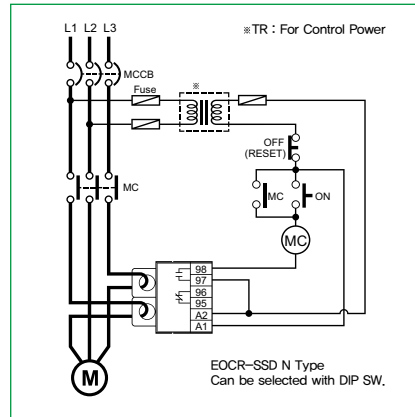 L1 L2 L3
※TR : For Control Power
MCCB
Fuse
※
OFF
(RESET)
MC
MC
ON
MC
98
97
96
95
A2
A1
M
EOCR-SSD N Type
Can be selected with DIP SW.